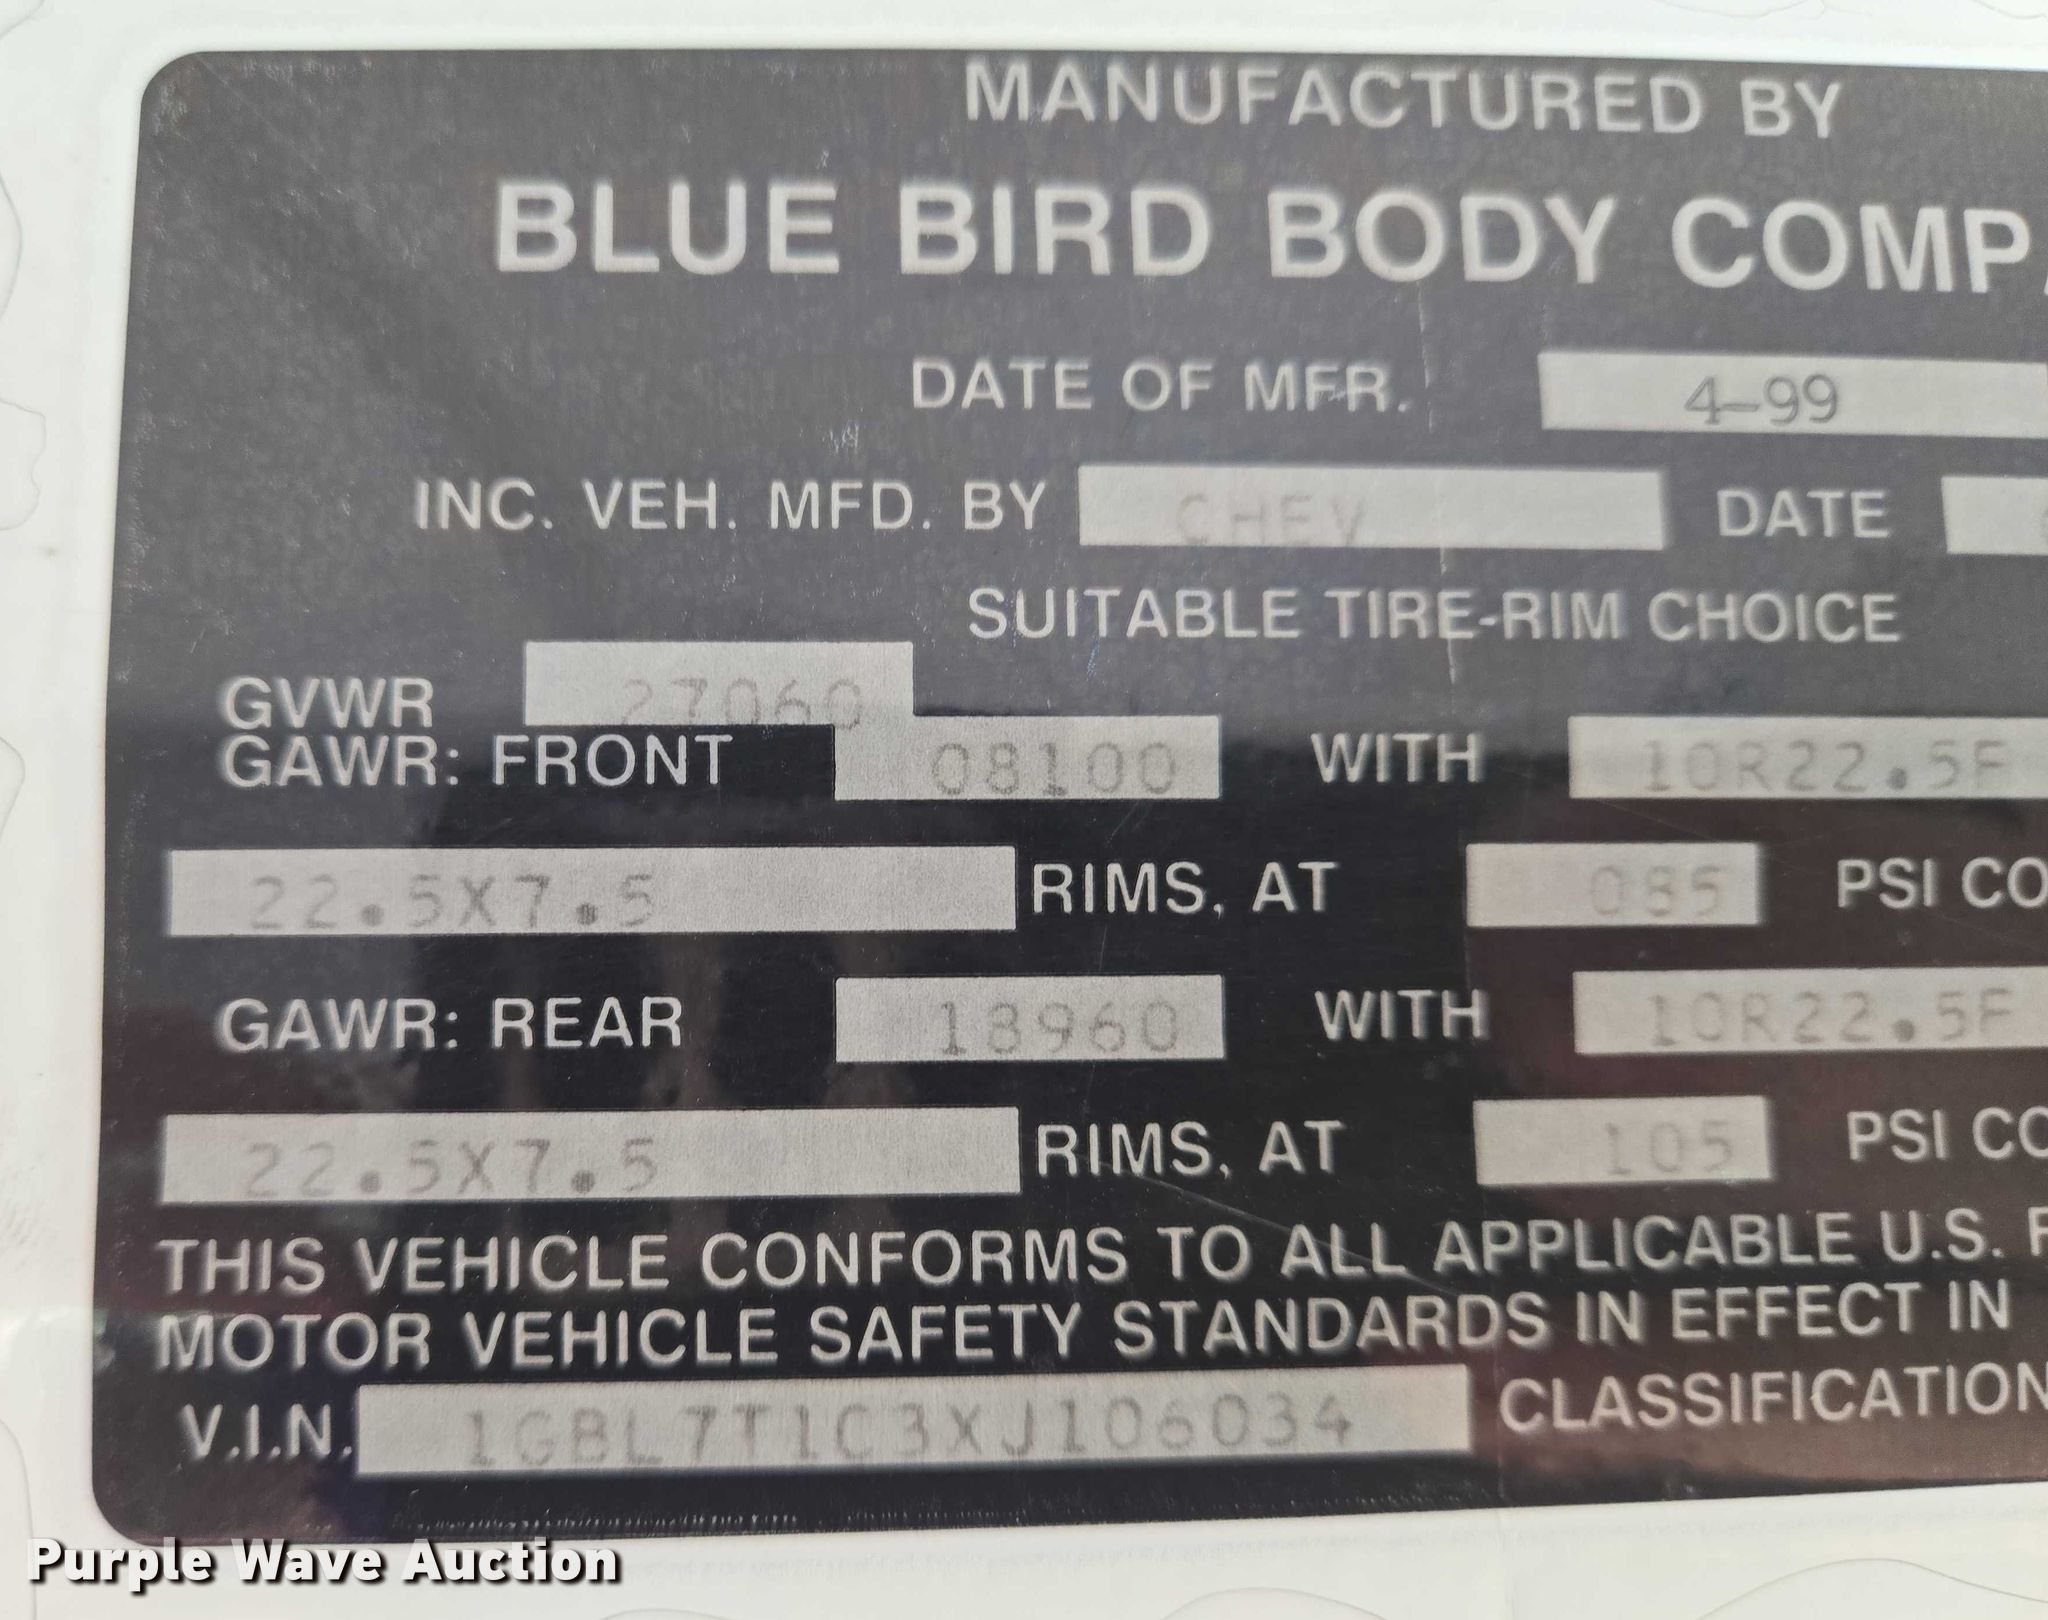 MANUFACTURED BY
BLUE BIRD BODY COMPA
DATE OF MFR. 4-99
INC. VEH. MFD. BY CHEV DATE
SUITABLE TIRE-RIM CHOICE
GVWR 27060
GAWR: FRONT 08100 WITH 10R22.5F
22.5X7.5 RIMS, AT 085 PSI CO
GAWR: REAR 18960 WITH 10R22.5F
22.5X7.5 RIMS, AT 105 PSI CO
THIS VEHICLE CONFORMS TO ALL APPLICABLE U.S. F
MOTOR VEHICLE SAFETY STANDARDS IN EFFECT IN
V.I.N. 1GBL7T1C3XJ106034 CLASSIFICATION
Purple Wave Auction